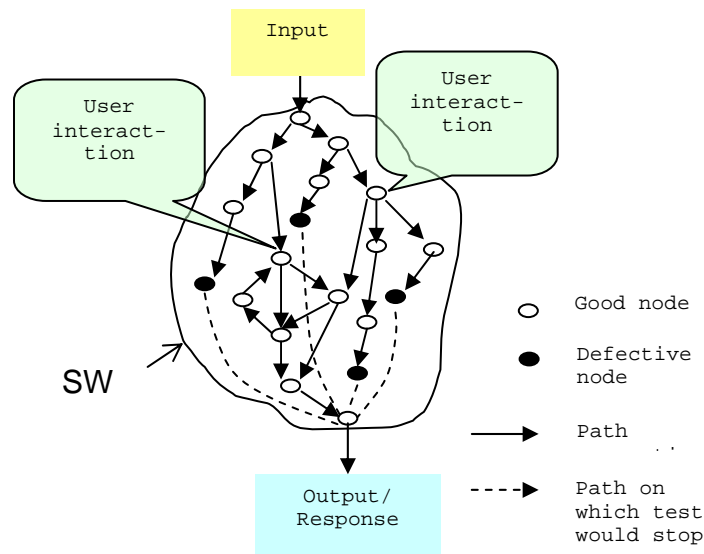 Input
User
interact-
tion
User
interact-
tion
SW
Good node
Defective
node
Path
Path on
which test
would stop
Output/
Response